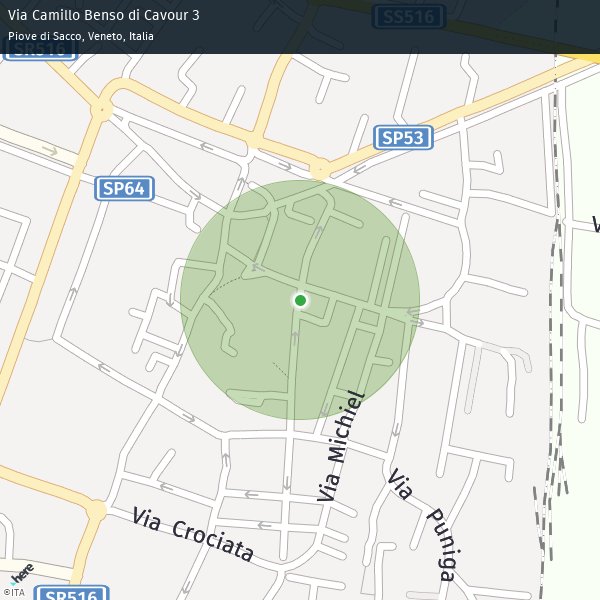 Via Camillo Benso di Cavour 3
Piove di Sacco, Veneto, Italia
SS516
SR516
SP53
SP64
V
Via Michiel
Via Puniga
Via Crociata
SR516
here
©ITA